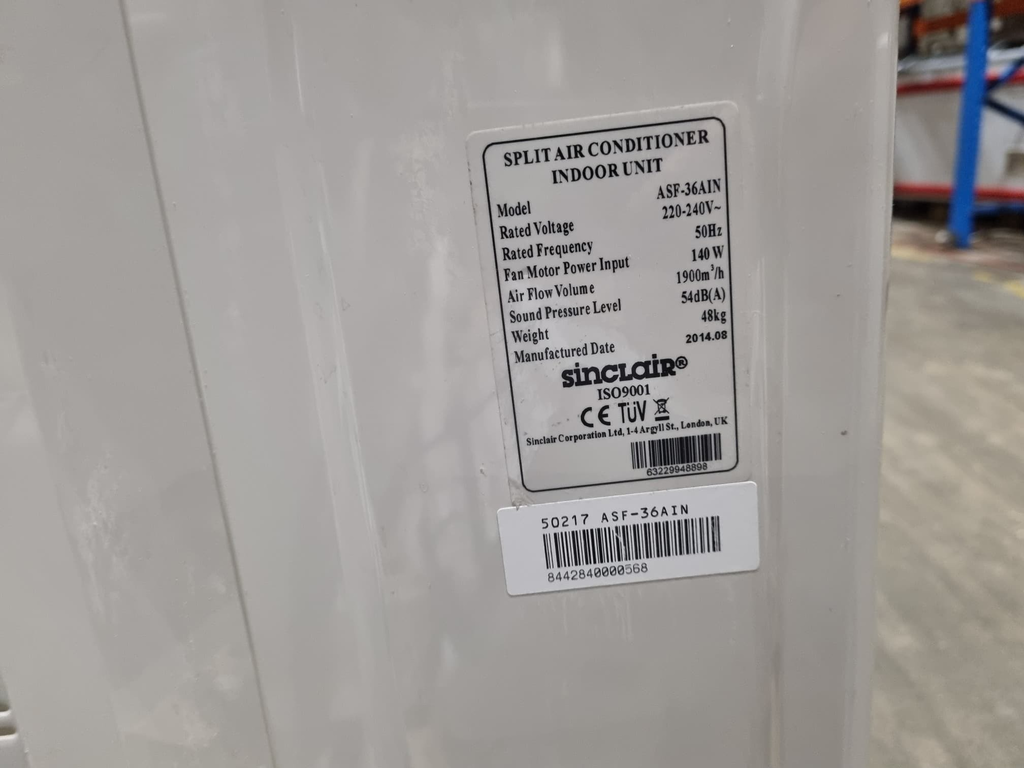 SPLIT AIR CONDITIONER
INDOOR UNIT
Model ASF-36AIN
Rated Voltage 220-240V~
Rated Frequency 50Hz
Fan Motor Power Input 140 W
Air Flow Volume 1900m³/h
Sound Pressure Level 54dB(A)
Weight 48kg
Manufactured Date 2014.08
sinclair®
ISO9001
CE TÜV
Sinclair Corporation Ltd, 1-4 Argyll St., London, UK
63229948898
50217 ASF-36AIN
8442840000568